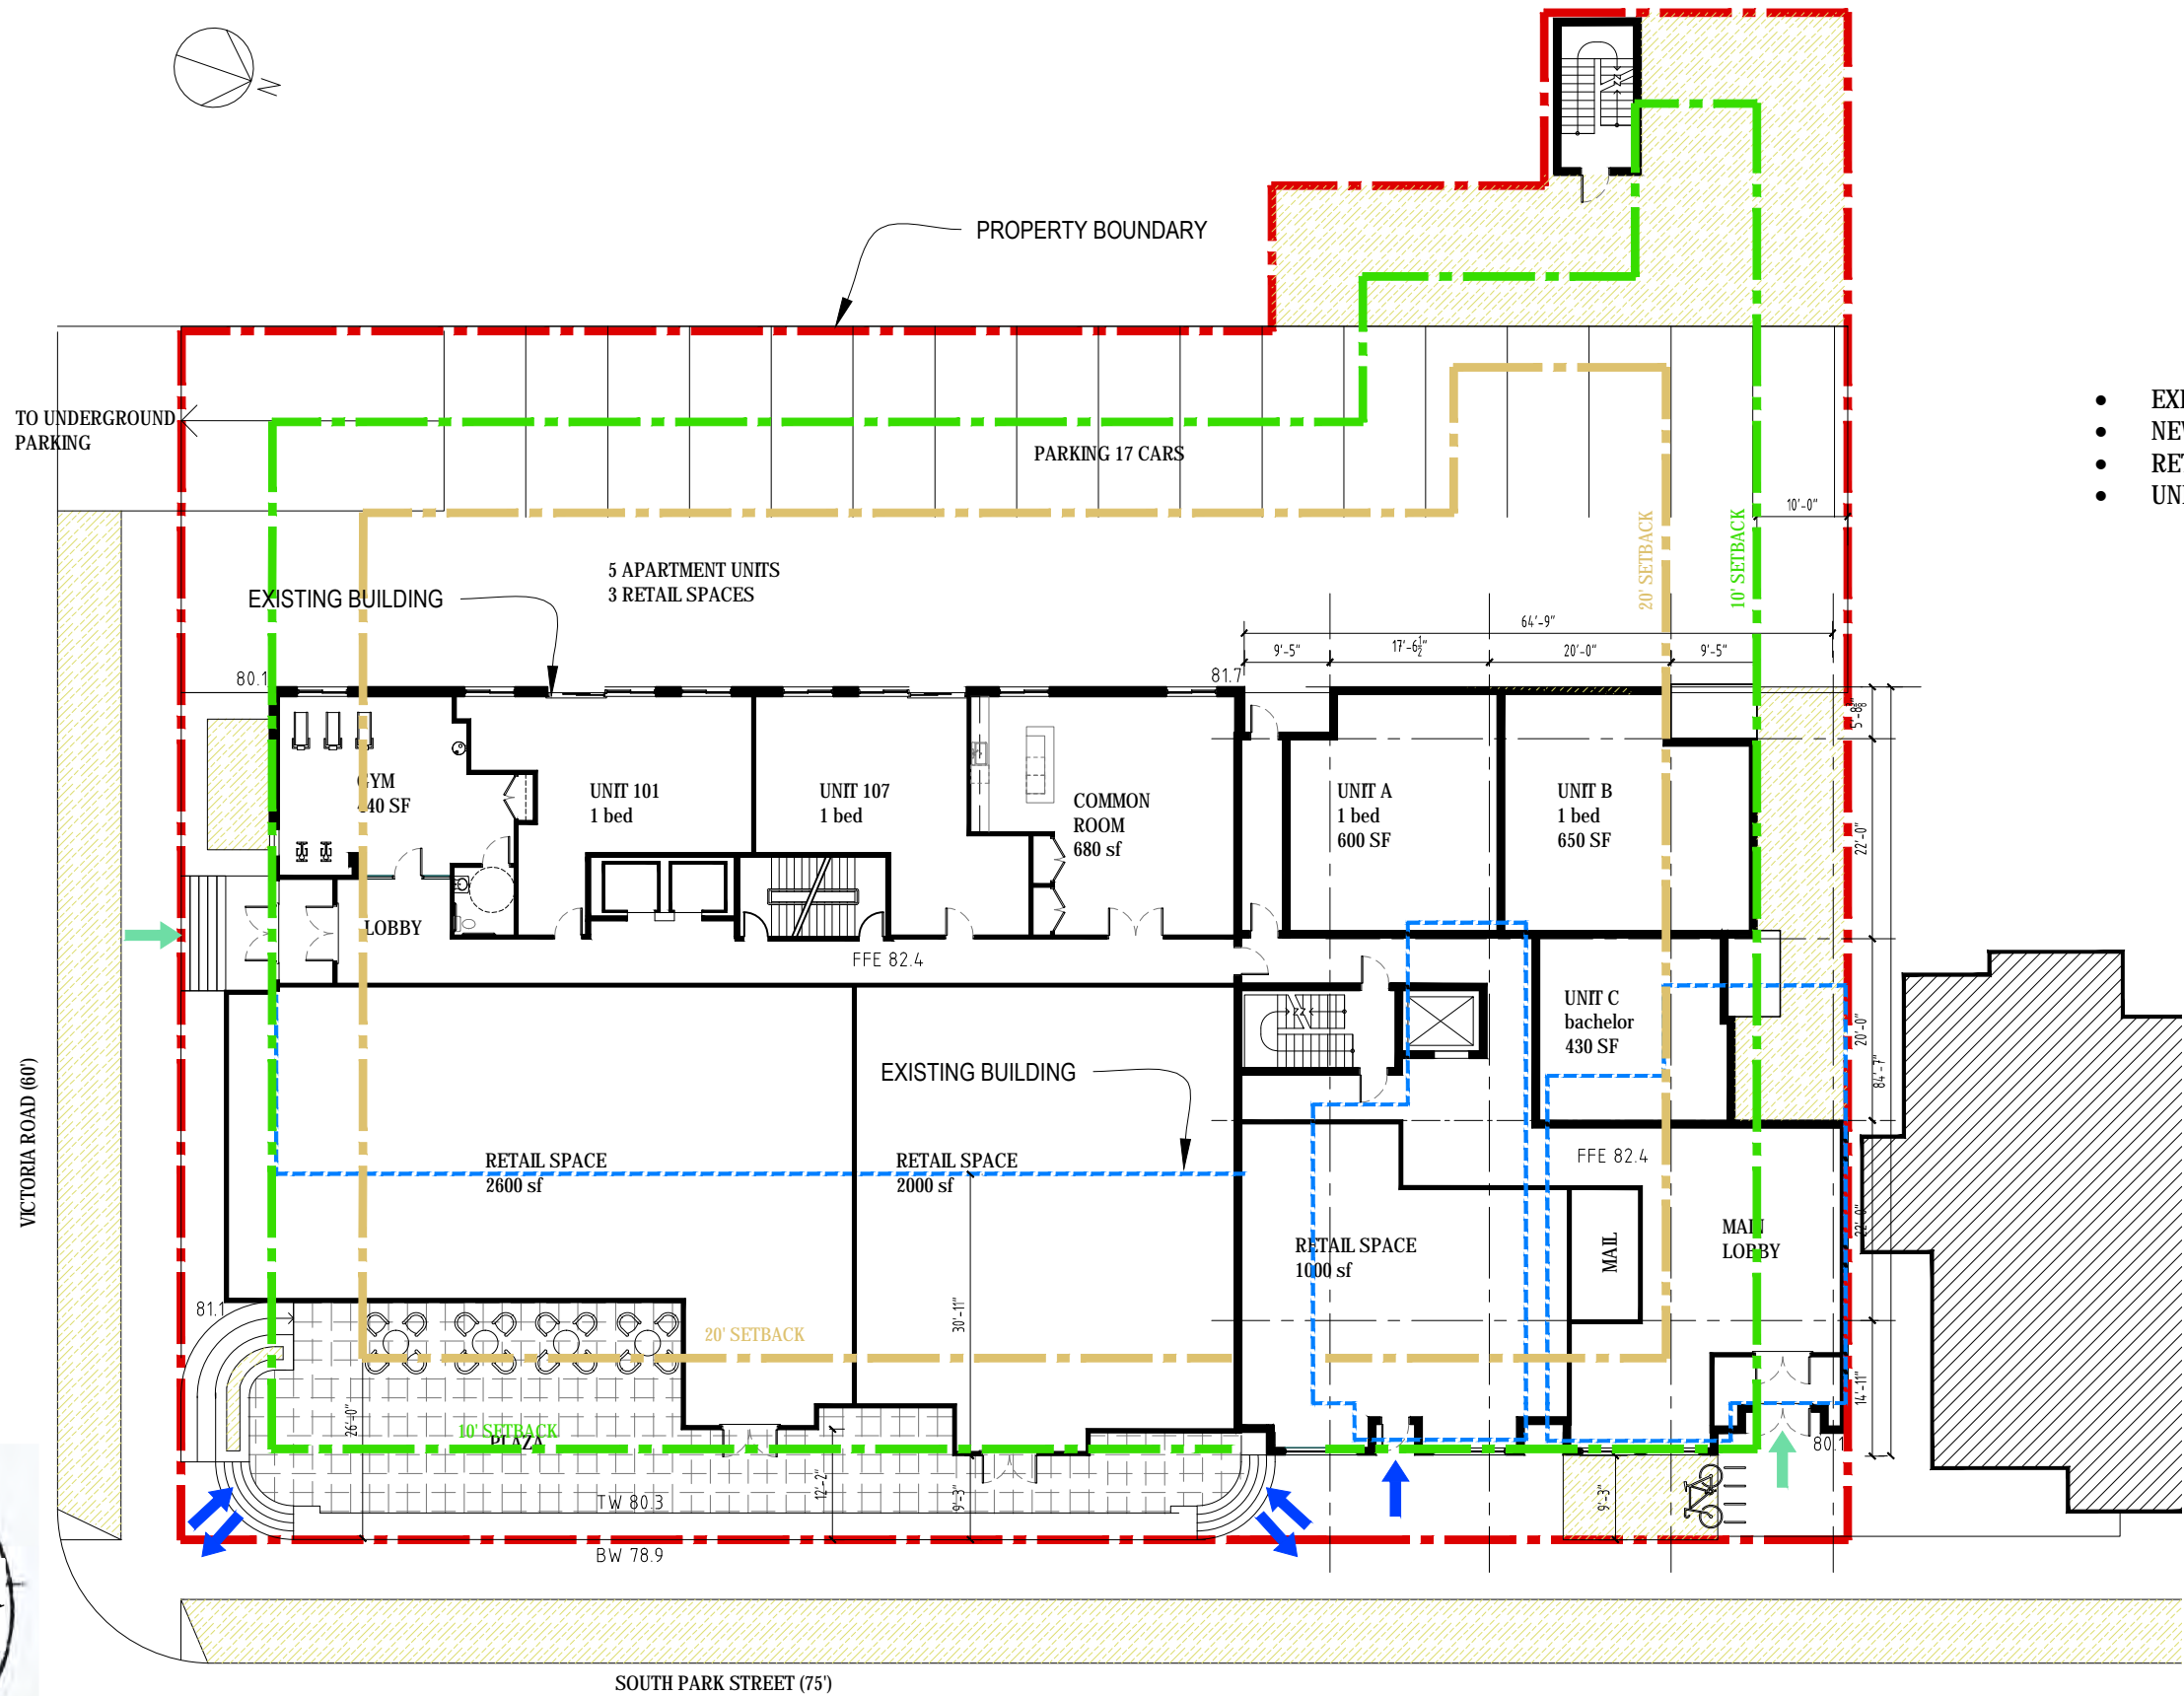 N
PROPERTY BOUNDARY
TO UNDERGROUND
PARKING
PARKING 17 CARS
10'-0"
20' SETBACK
10' SETBACK
5 APARTMENT UNITS
3 RETAIL SPACES
EXISTING BUILDING
64'-9"
9'-5"
17'-6½"
20'-0"
9'-5"
80.1
81.7
GYM
440 SF
UNIT 101
1 bed
UNIT 107
1 bed
COMMON
ROOM
680 sf
UNIT A
1 bed
600 SF
UNIT B
1 bed
650 SF
22'-0"
LOBBY
FFE 82.4
UNIT C
bachelor
430 SF
20'-0"
84'-7"
EXISTING BUILDING
VICTORIA ROAD (60')
RETAIL SPACE
2600 sf
RETAIL SPACE
2000 sf
FFE 82.4
RETAIL SPACE
1000 sf
MAIL
MAIN
LOBBY
22'-0"
81.1
30'-11"
20' SETBACK
14'-11"
26'-0"
10' SETBACK
PLAZA
80.1
12'-2"
9'-3"
9'-3"
TW 80.3
BW 78.9
SOUTH PARK STREET (75')